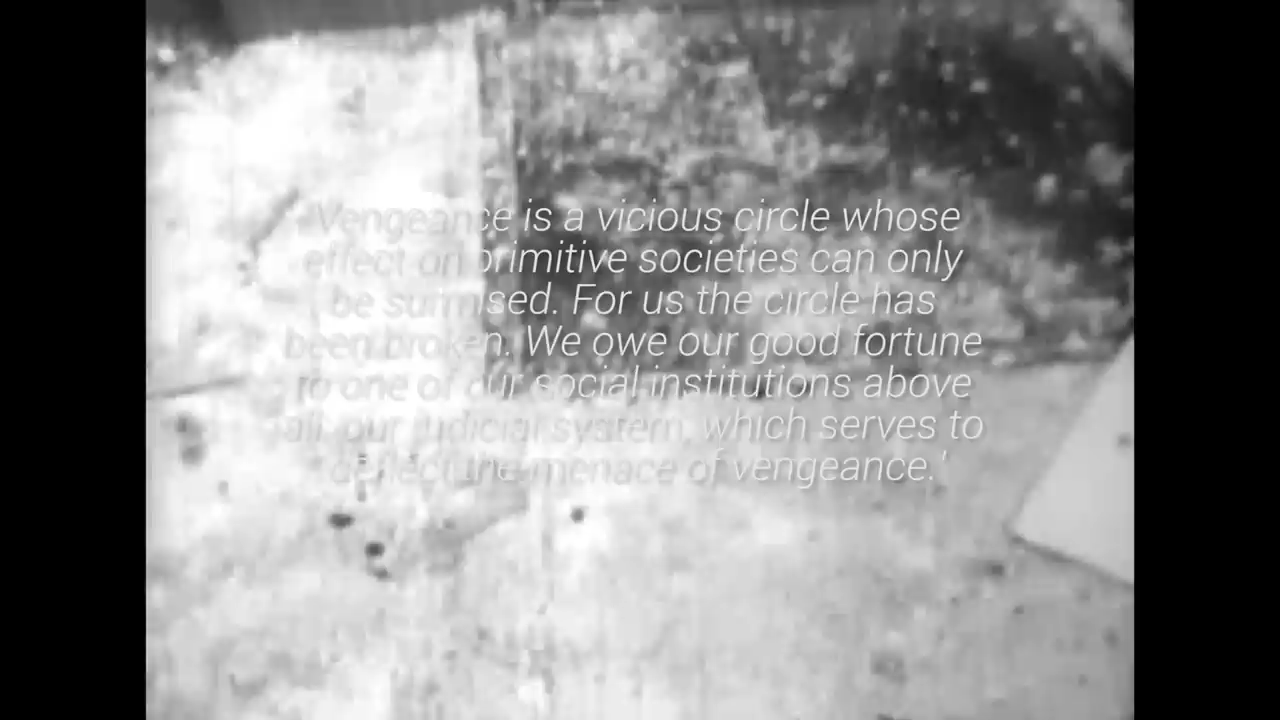 'Vengeance is a vicious circle whose
effect on primitive societies can only
be surmised. For us the circle has
been broken. We owe our good fortune
to one of our social institutions above
all: our judicial system, which serves to
deflect the menace of vengeance.'